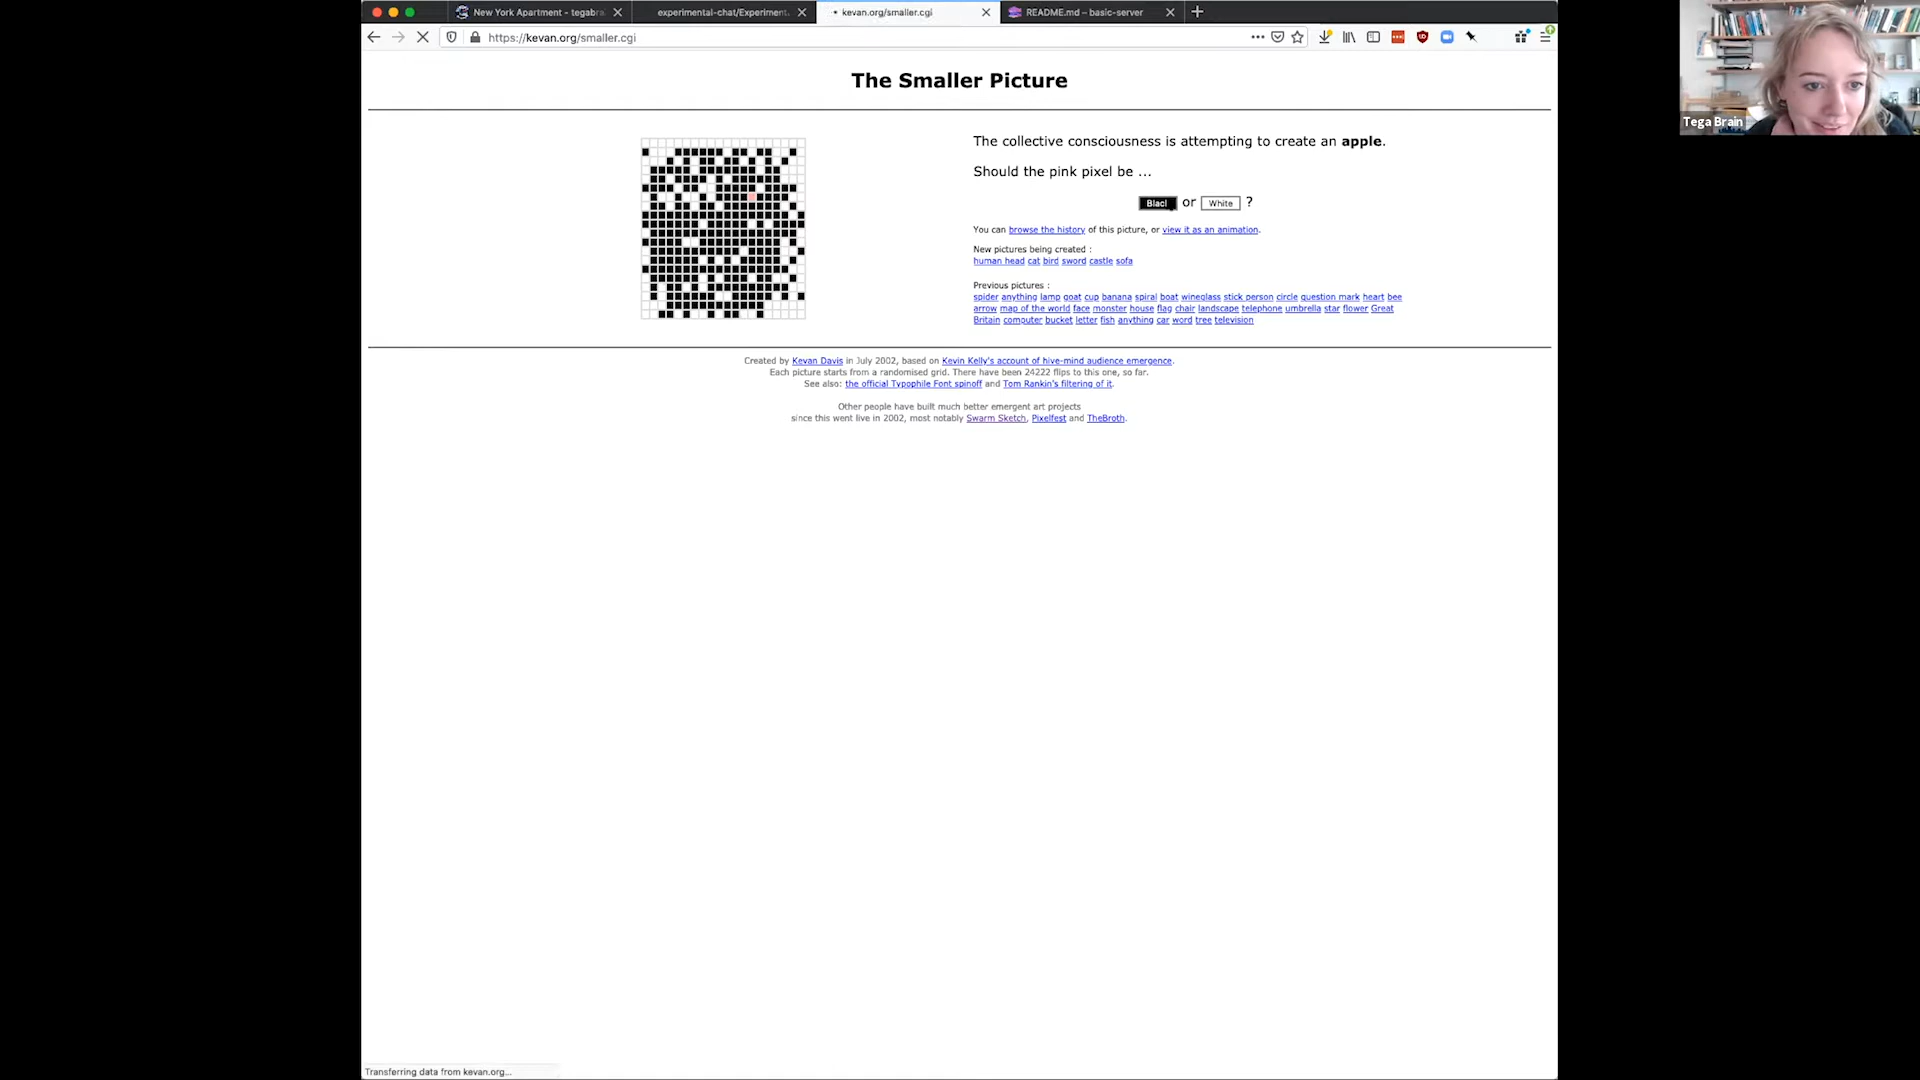 New York Apartment - tegabra
experimental-chat/Experiment.
kevan.org/smaller.cgi
README.md – basic-server
https://kevan.org/smaller.cgi
Tega Brain
The Smaller Picture
The collective consciousness is attempting to create an apple.
Should the pink pixel be ...
Black or White ?
You can browse the history of this picture, or view it as an animation.
New pictures being created :
human head cat bird sword castle sofa
Previous pictures :
spider anything lamp goat cup banana spiral boat wineglass stick person circle question mark heart bee
arrow map of the world face monster house flag chair landscape telephone umbrella star flower Great
Britain computer bucket letter fish anything car word tree television
Created by Kevan Davis in July 2002, based on Kevin Kelly's account of hive-mind audience emergence.
Each picture starts from a randomised grid. There have been 24222 flips to this one, so far.
See also: the official Typophile Font spinoff and Tom Rankin's filtering of it.
Other people have built much better emergent art projects
since this went live in 2002, most notably Swarm Sketch, Pixelfest and TheBroth.
Transferring data from kevan.org...